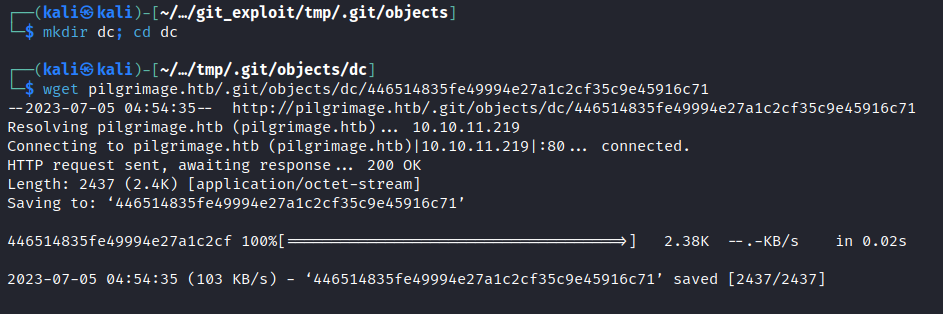 ┌──(kali㉿kali)-[~/…/git_exploit/tmp/.git/objects]
└─$ mkdir dc; cd dc
┌──(kali㉿kali)-[~/…/tmp/.git/objects/dc]
└─$ wget pilgrimage.htb/.git/objects/dc/446514835fe49994e27a1c2cf35c9e45916c71
--2023-07-05 04:54:35--  http://pilgrimage.htb/.git/objects/dc/446514835fe49994e27a1c2cf35c9e45916c71
Resolving pilgrimage.htb (pilgrimage.htb)... 10.10.11.219
Connecting to pilgrimage.htb (pilgrimage.htb)|10.10.11.219|:80... connected.
HTTP request sent, awaiting response... 200 OK
Length: 2437 (2.4K) [application/octet-stream]
Saving to: ‘446514835fe49994e27a1c2cf35c9e45916c71’
446514835fe49994e27a1c2cf 100%[===================================>]   2.38K  --.-KB/s    in 0.02s
2023-07-05 04:54:35 (103 KB/s) - ‘446514835fe49994e27a1c2cf35c9e45916c71’ saved [2437/2437]